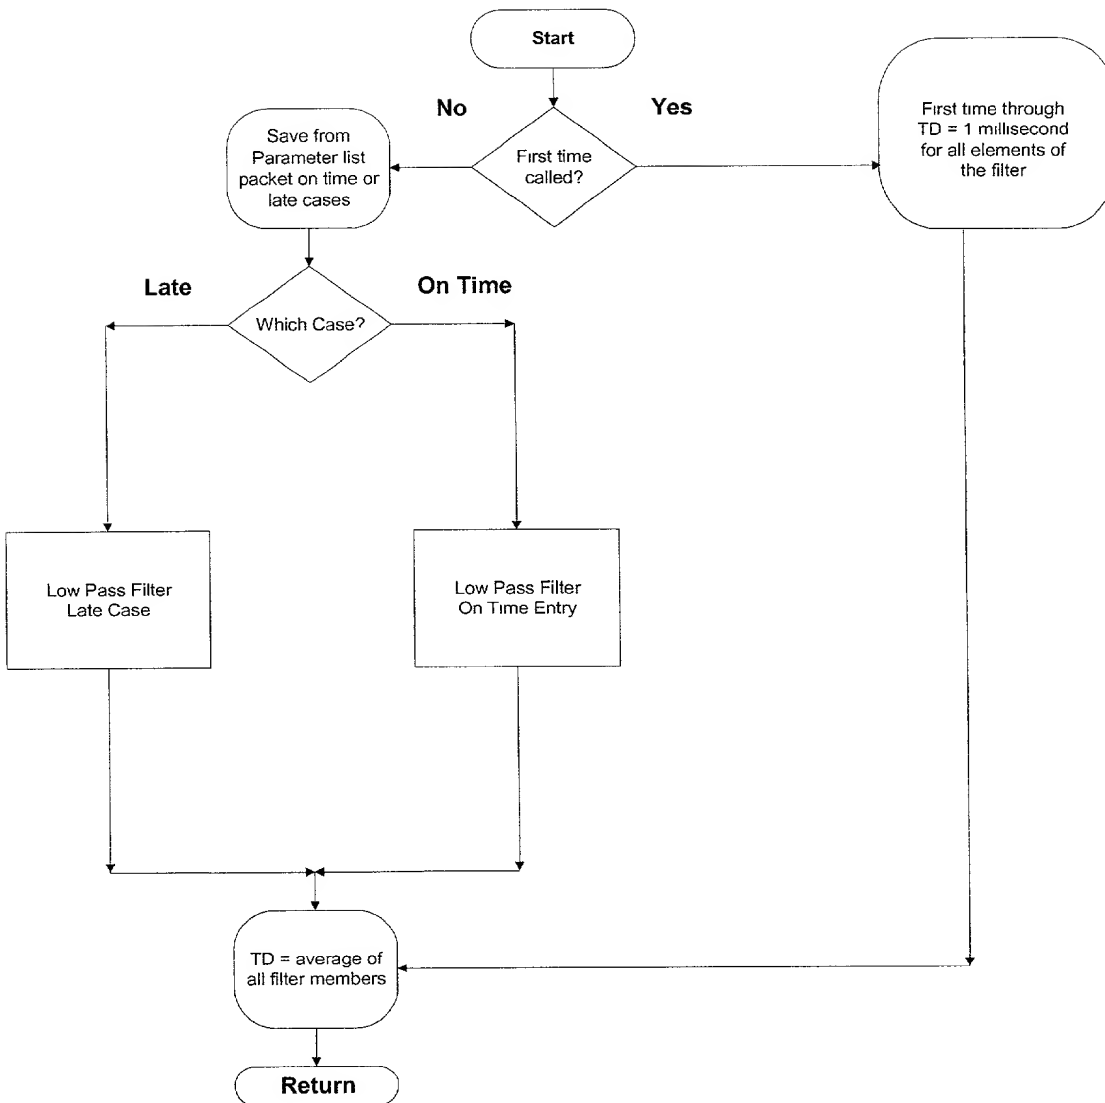 Start
No
Yes
First time
called?
Save from
Parameter list
packet on time or
late cases
First time through
TD = 1 millisecond
for all elements of
the filter
Late
On Time
Which Case?
Low Pass Filter
Late Case
Low Pass Filter
On Time Entry
TD = average of
all filter members
Return